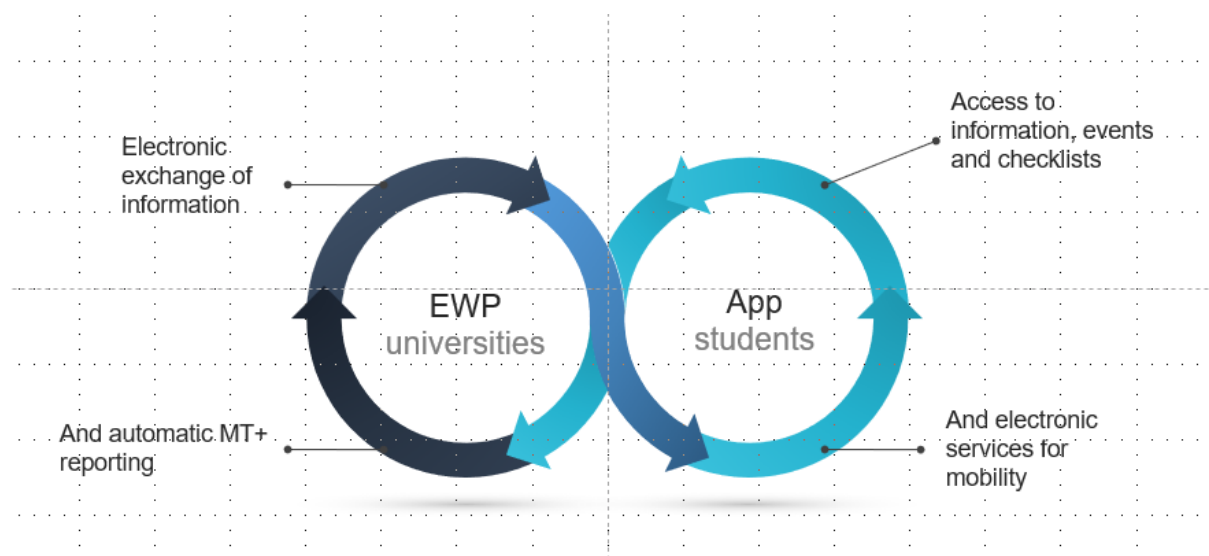 Electronic
exchange of
information
EWP
universities
And automatic MT+
reporting
Access to
information, events
and checklists
App
students
And electronic
services for
mobility